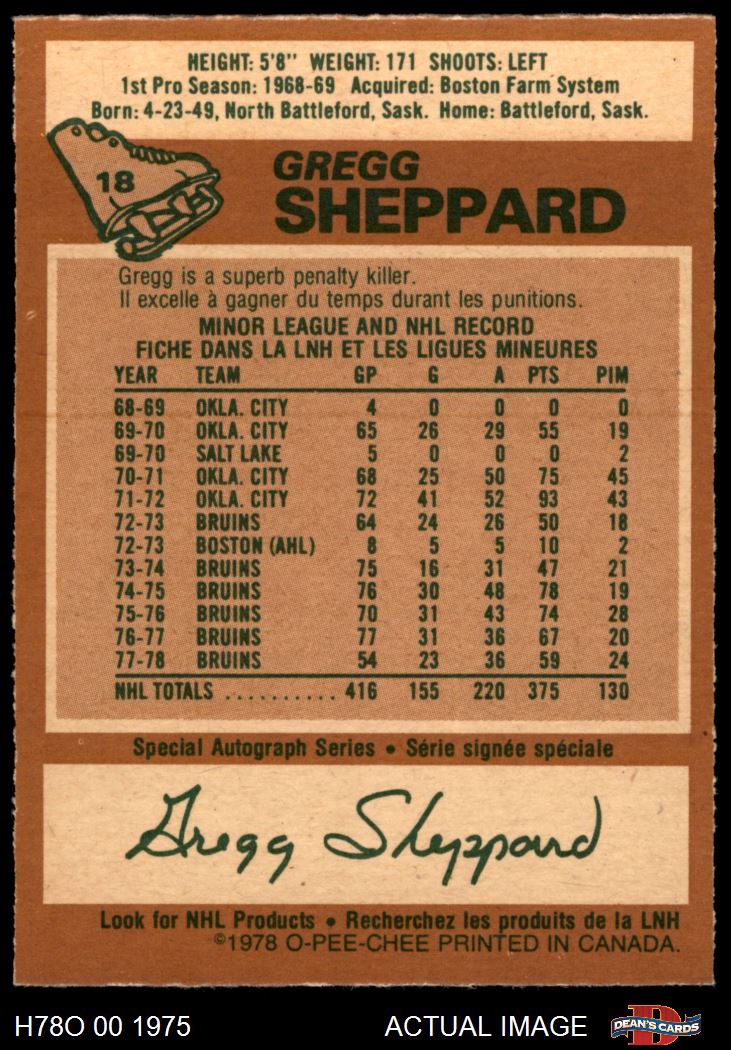 HEIGHT: 5'8" WEIGHT: 171 SHOOTS: LEFT
1st Pro Season: 1968-69 Acquired: Boston Farm System
Born: 4-23-49, North Battleford, Sask. Home: Battleford, Sask.
18
GREGG
SHEPPARD
Gregg is a superb penalty killer.
Il excelle à gagner du temps durant les punitions.
MINOR LEAGUE AND NHL RECORD
FICHE DANS LA LNH ET LES LIGUES MINEURES
YEAR TEAM GP G A PTS PIM
68-69 OKLA. CITY 4 0 0 0 0
69-70 OKLA. CITY 65 26 29 55 19
69-70 SALT LAKE 5 0 0 0 2
70-71 OKLA. CITY 68 25 50 75 45
71-72 OKLA. CITY 72 41 52 93 43
72-73 BRUINS 64 24 26 50 18
72-73 BOSTON (AHL) 8 5 5 10 2
73-74 BRUINS 75 16 31 47 21
74-75 BRUINS 76 30 48 78 19
75-76 BRUINS 70 31 43 74 28
76-77 BRUINS 77 31 36 67 20
77-78 BRUINS 54 23 36 59 24
NHL TOTALS .......... 416 155 220 375 130
Special Autograph Series • Série signée spéciale
Gregg Sheppard
Look for NHL Products • Recherchez les produits de la LNH
©1978 O-PEE-CHEE PRINTED IN CANADA.
H78O 00 1975 ACTUAL IMAGE D DEAN'S CARDS